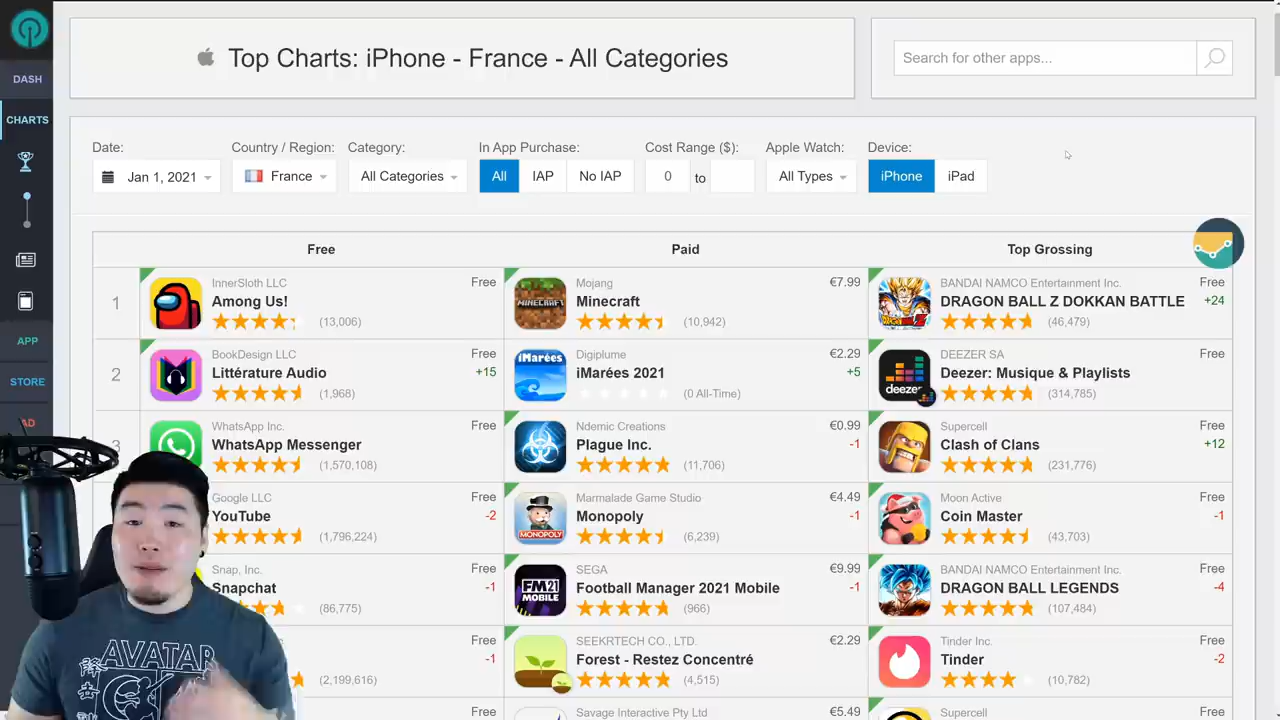 Top Charts: iPhone - France - All Categories
Search for other apps...
DASH
CHARTS
APP
STORE
AD
Date:
Country / Region:
Category:
In App Purchase:
Cost Range ($):
Apple Watch:
Device:
Jan 1, 2021
France
All Categories
All
IAP
No IAP
0
to
All Types
iPhone
iPad
Free
Paid
Top Grossing
1
InnerSloth LLC
Free
Among Us!
(13,006)
MINECRAFT
Mojang
€7.99
Minecraft
(10,942)
BANDAI NAMCO Entertainment Inc.
Free
DRAGON BALL Z DOKKAN BATTLE
+24
(46,479)
2
BookDesign LLC
Free
Littérature Audio
+15
(1,968)
iMarées
Digiplume
€2.29
iMarées 2021
+5
(0 All-Time)
deezer
DEEZER SA
Free
Deezer: Musique & Playlists
(314,785)
3
WhatsApp Inc.
Free
WhatsApp Messenger
(1,570,108)
Ndemic Creations
€0.99
Plague Inc.
-1
(11,706)
Supercell
Free
Clash of Clans
+12
(231,776)
Google LLC
Free
YouTube
-2
(1,796,224)
MONOPOLY
Marmalade Game Studio
€4.49
Monopoly
-1
(6,239)
Moon Active
Free
Coin Master
-1
(43,703)
Snap, Inc.
Free
Snapchat
-1
(86,775)
FM21
MOBILE
SEGA
€9.99
Football Manager 2021 Mobile
-1
(966)
BANDAI NAMCO Entertainment Inc.
Free
DRAGON BALL LEGENDS
-4
(107,484)
Free
-1
(2,199,616)
SEEKRTECH CO., LTD.
€2.29
Forest - Restez Concentré
(4,515)
Tinder Inc.
Free
Tinder
-2
(10,782)
Free
Savage Interactive Pty Ltd
€5.49
Supercell
Free
AVATAR